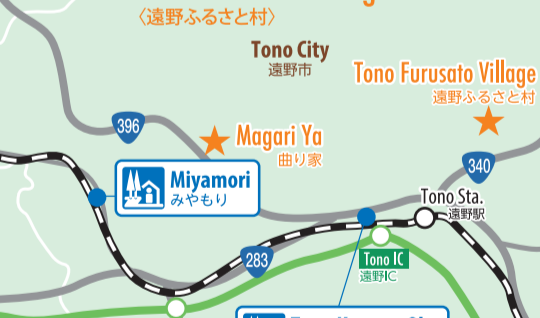 〈遠野ふるさと村〉
Tono City
遠野市
Tono Furusato Village
遠野ふるさと村
396
Magari Ya
曲り家
340
Miyamori
みやもり
Tono Sta.
遠野駅
283
Tono IC
遠野IC